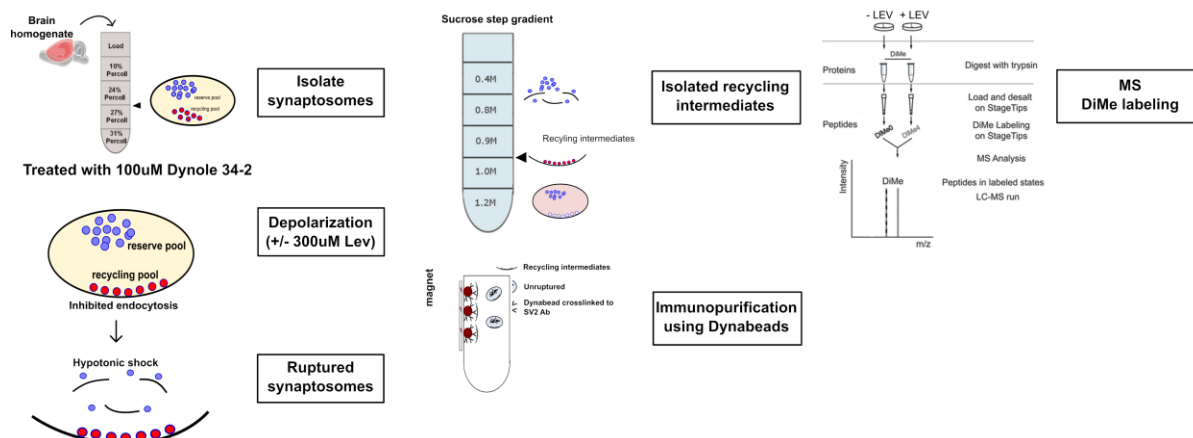 Brain
homogenate
Load
10%
Percoll
24%
Percoll
27%
Percoll
31%
Percoll
reserve pool
recycling pool
Isolate
synaptosomes
Treated with 100uM Dynole 34-2
reserve pool
recycling pool
Inhibited endocytosis
Depolarization
(+/- 300uM Lev)
Hypotonic shock
Ruptured
synaptosomes
Sucrose step gradient
0.4M
0.8M
0.9M
1.0M
1.2M
Recyling intermediates
Isolated recycling
intermediates
magnet
Recycling intermediates
Unruptured
Dynabead crosslinked to
SV2 Ab
Immunopurification
using Dynabeads
- LEV + LEV
DiMe
Proteins
Digest with trypsin
Load and desalt
on StageTips
Peptides
DiMe0 DiMe4
DiMe Labeling
on StageTips
MS Analysis
Intensity
DiMe
Peptides in labeled states
LC-MS run
m/z
MS
DiMe labeling